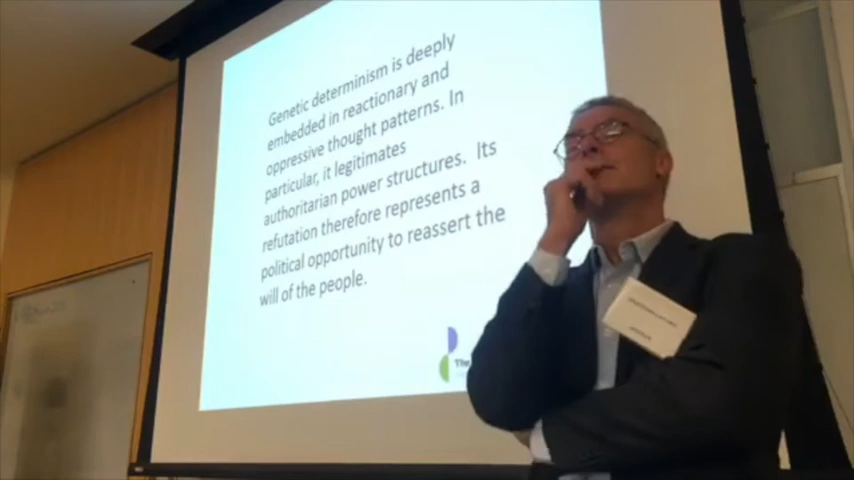 Genetic determinism is deeply
embedded in reactionary and
oppressive thought patterns. In
particular, it legitimates
authoritarian power structures. Its
refutation therefore represents a
political opportunity to reassert the
will of the people.
The